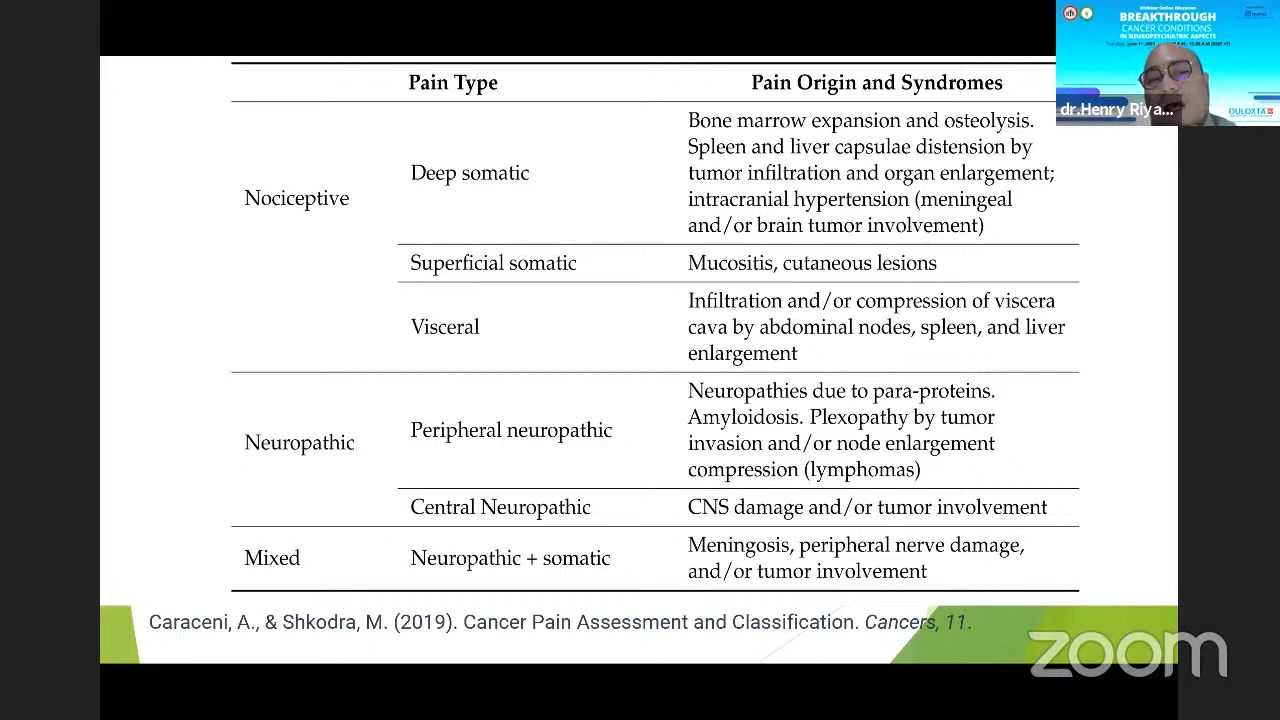 Webinar Online Education
BREAKTHROUGH
CANCER CONDITIONS
IN NEUROPSYCHIATRIC ASPECTS
dr.Henry Riya...
DULOXTA
Pain Type
Pain Origin and Syndromes
Nociceptive
Deep somatic
Bone marrow expansion and osteolysis.
Spleen and liver capsulae distension by
tumor infiltration and organ enlargement;
intracranial hypertension (meningeal
and/or brain tumor involvement)
Superficial somatic
Mucositis, cutaneous lesions
Visceral
Infiltration and/or compression of viscera
cava by abdominal nodes, spleen, and liver
enlargement
Neuropathic
Peripheral neuropathic
Neuropathies due to para-proteins.
Amyloidosis. Plexopathy by tumor
invasion and/or node enlargement
compression (lymphomas)
Central Neuropathic
CNS damage and/or tumor involvement
Mixed
Neuropathic + somatic
Meningosis, peripheral nerve damage,
and/or tumor involvement
Caraceni, A., & Shkodra, M. (2019). Cancer Pain Assessment and Classification. Cancers, 11.
zoom